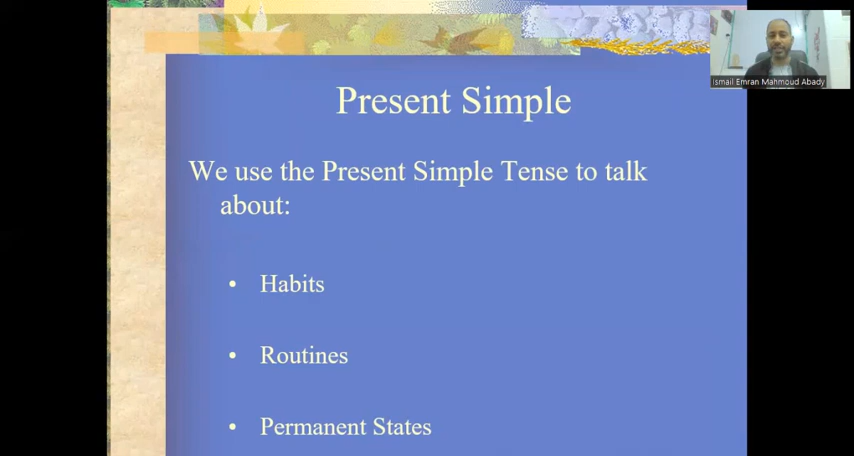 Present Simple
Ismail Emran Mahmoud Abady
We use the Present Simple Tense to talk
about:
• Habits
• Routines
• Permanent States